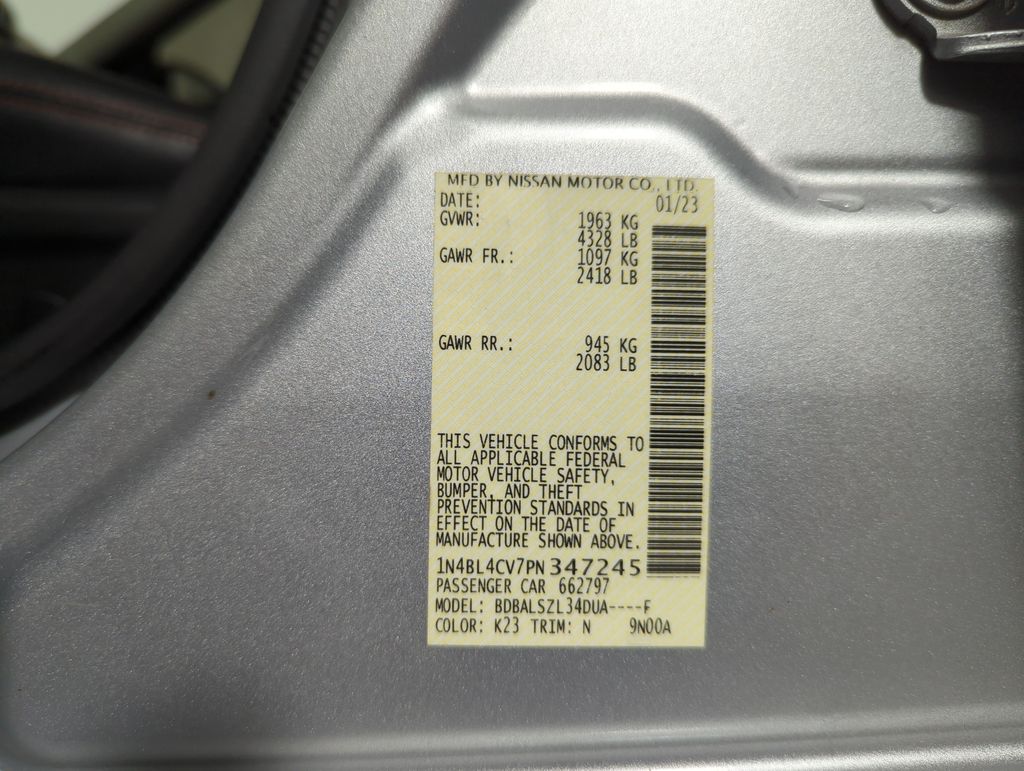 MFD BY NISSAN MOTOR CO., LTD.
DATE: 01/23
GVWR: 1963 KG
4328 LB
GAWR FR.: 1097 KG
2418 LB
GAWR RR.: 945 KG
2083 LB
THIS VEHICLE CONFORMS TO
ALL APPLICABLE FEDERAL
MOTOR VEHICLE SAFETY,
BUMPER, AND THEFT
PREVENTION STANDARDS IN
EFFECT ON THE DATE OF
MANUFACTURE SHOWN ABOVE.
1N4BL4CV7PN347245
PASSENGER CAR 662797
MODEL: BDBALSZL34DUA----F
COLOR: K23 TRIM: N 9N00A